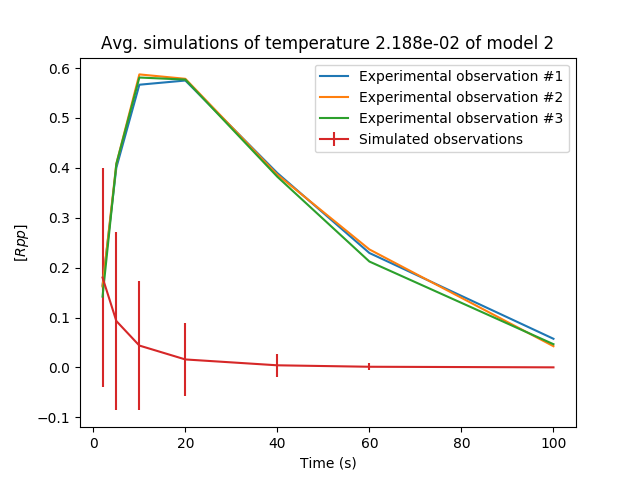 Avg. simulations of temperature 2.188e-02 of model 2
Experimental observation #1
Experimental observation #2
Experimental observation #3
Simulated observations
0.6
0.5
0.4
0.3
0.2
0.1
0.0
−0.1
[Rpp]
0 20 40 60 80 100
Time (s)